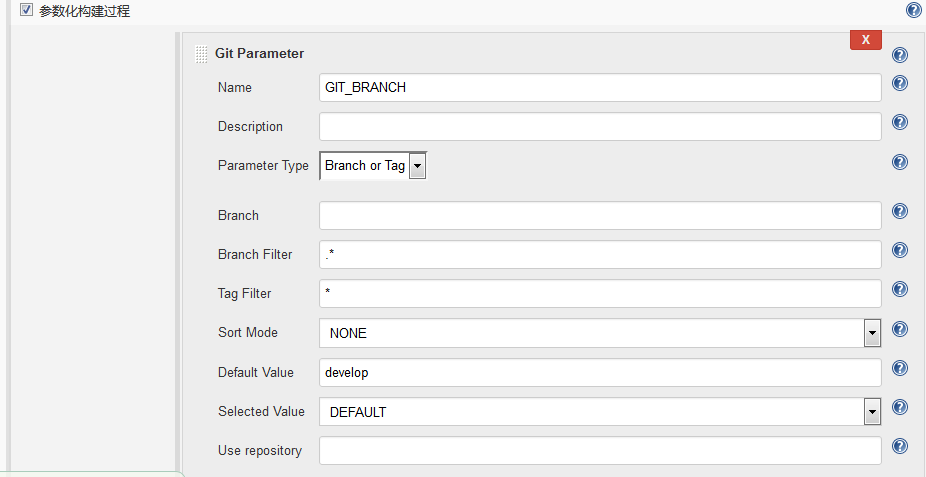 参数化构建过程
Git Parameter
X
Name GIT_BRANCH
Description
Parameter Type Branch or Tag
Branch
Branch Filter .*
Tag Filter *
Sort Mode NONE
Default Value develop
Selected Value DEFAULT
Use repository